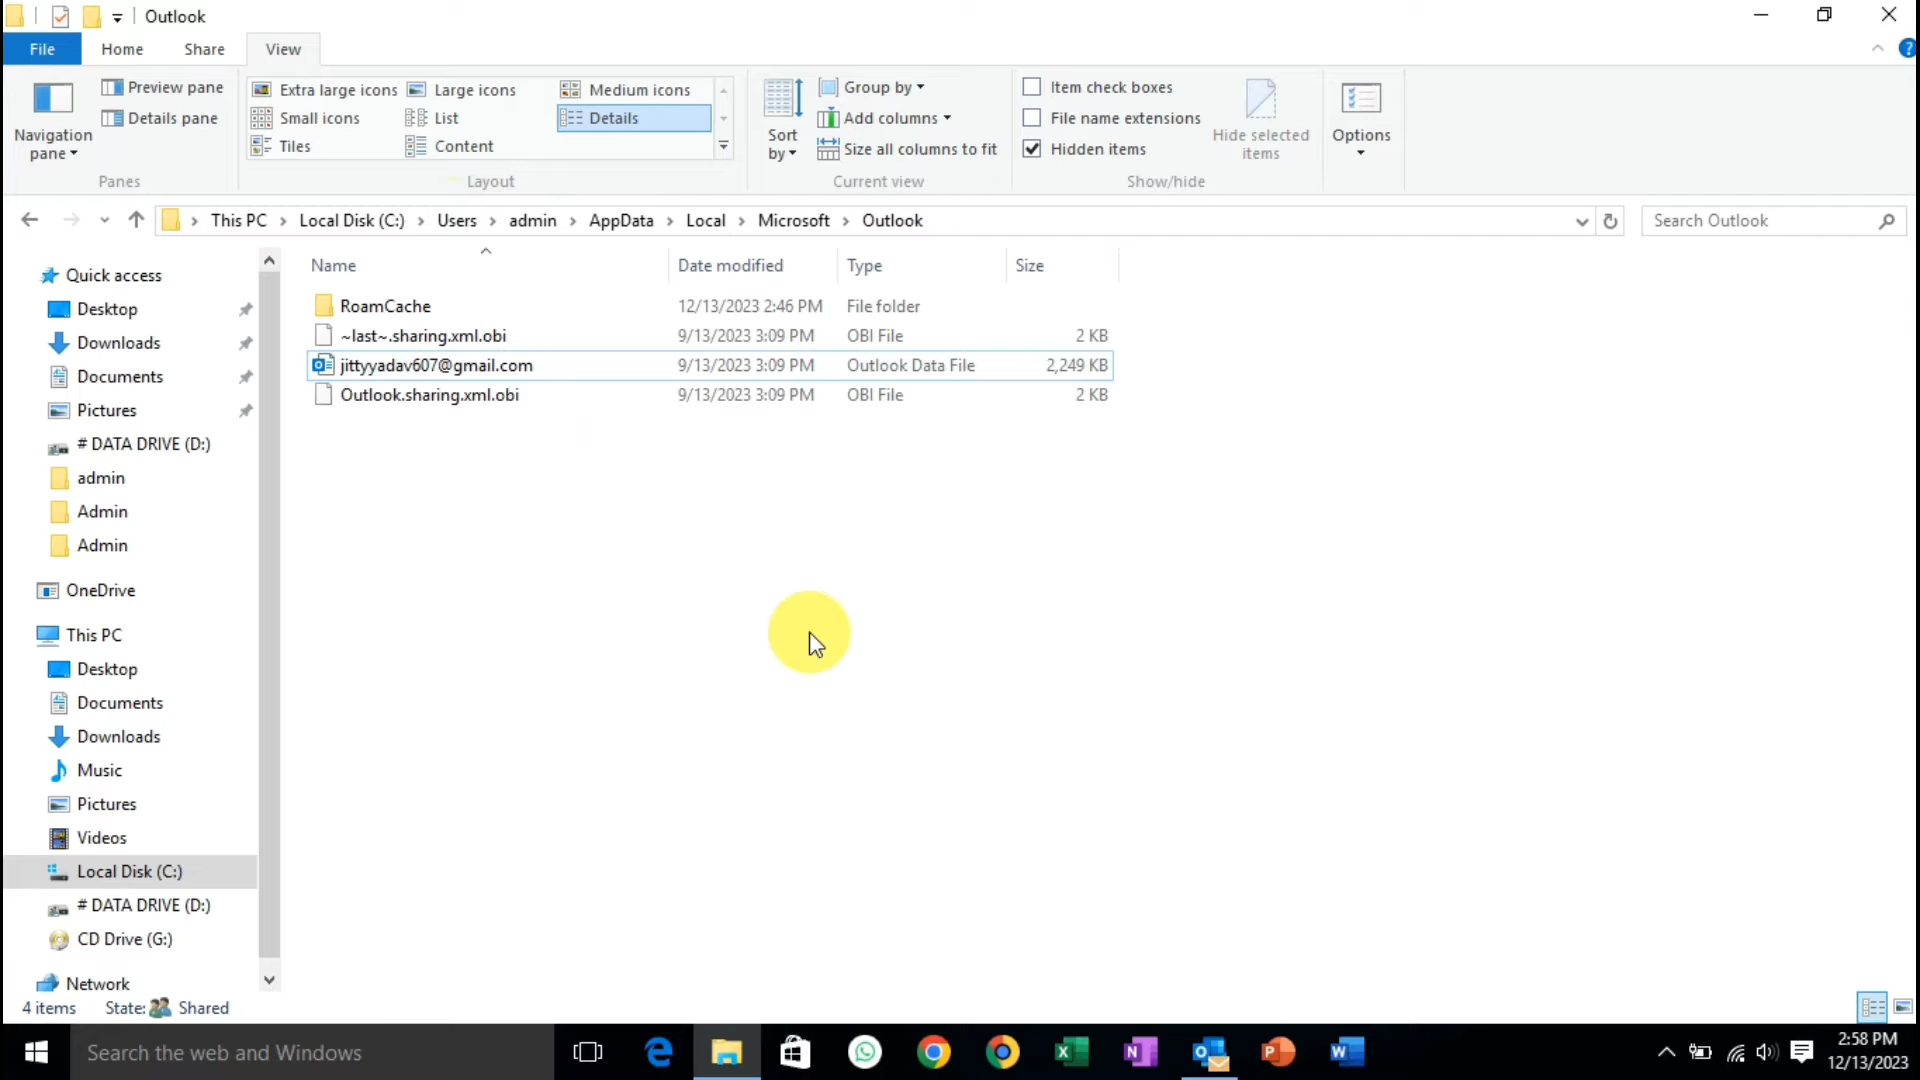 Outlook
File Home Share View
Navigation pane
Preview pane
Details pane
Panes
Extra large icons Large icons Medium icons
Small icons List Details
Tiles Content
Layout
Sort by
Group by
Add columns
Size all columns to fit
Current view
Item check boxes
File name extensions
Hidden items
Hide selected items
Show/hide
Options
This PC Local Disk (C:) Users admin AppData Local Microsoft Outlook
Search Outlook
Quick access
Desktop
Downloads
Documents
Pictures
# DATA DRIVE (D:)
admin
Admin
Admin
OneDrive
This PC
Desktop
Documents
Downloads
Music
Pictures
Videos
Local Disk (C:)
# DATA DRIVE (D:)
CD Drive (G:)
Network
Name Date modified Type Size
RoamCache 12/13/2023 2:46 PM File folder
~last~.sharing.xml.obi 9/13/2023 3:09 PM OBI File 2 KB
jittyyadav607@gmail.com 9/13/2023 3:09 PM Outlook Data File 2,249 KB
Outlook.sharing.xml.obi 9/13/2023 3:09 PM OBI File 2 KB
4 items State: Shared
Search the web and Windows
2:58 PM
12/13/2023